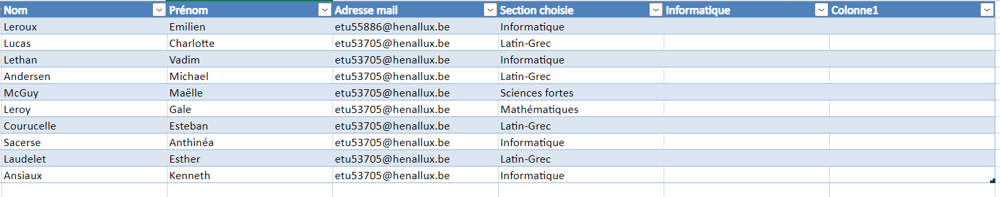 Nom Prénom Adresse mail Section choisie Informatique Colonne1
Leroux Emilien etu55886@henallux.be Informatique
Lucas Charlotte etu53705@henallux.be Latin-Grec
Lethan Vadim etu53705@henallux.be Informatique
Andersen Michael etu53705@henallux.be Latin-Grec
McGuy Maëlle etu53705@henallux.be Sciences fortes
Leroy Gale etu53705@henallux.be Mathématiques
Courucelle Esteban etu53705@henallux.be Latin-Grec
Sacerse Anthinéa etu53705@henallux.be Informatique
Laudelet Esther etu53705@henallux.be Latin-Grec
Ansiaux Kenneth etu53705@henallux.be Informatique